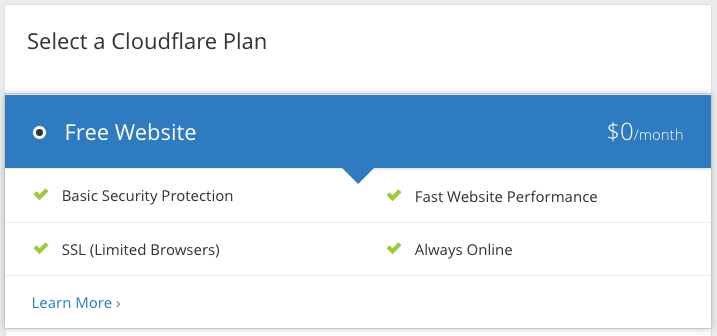 Select a Cloudflare Plan
Free Website
$0/month
Basic Security Protection
Fast Website Performance
SSL (Limited Browsers)
Always Online
Learn More ›